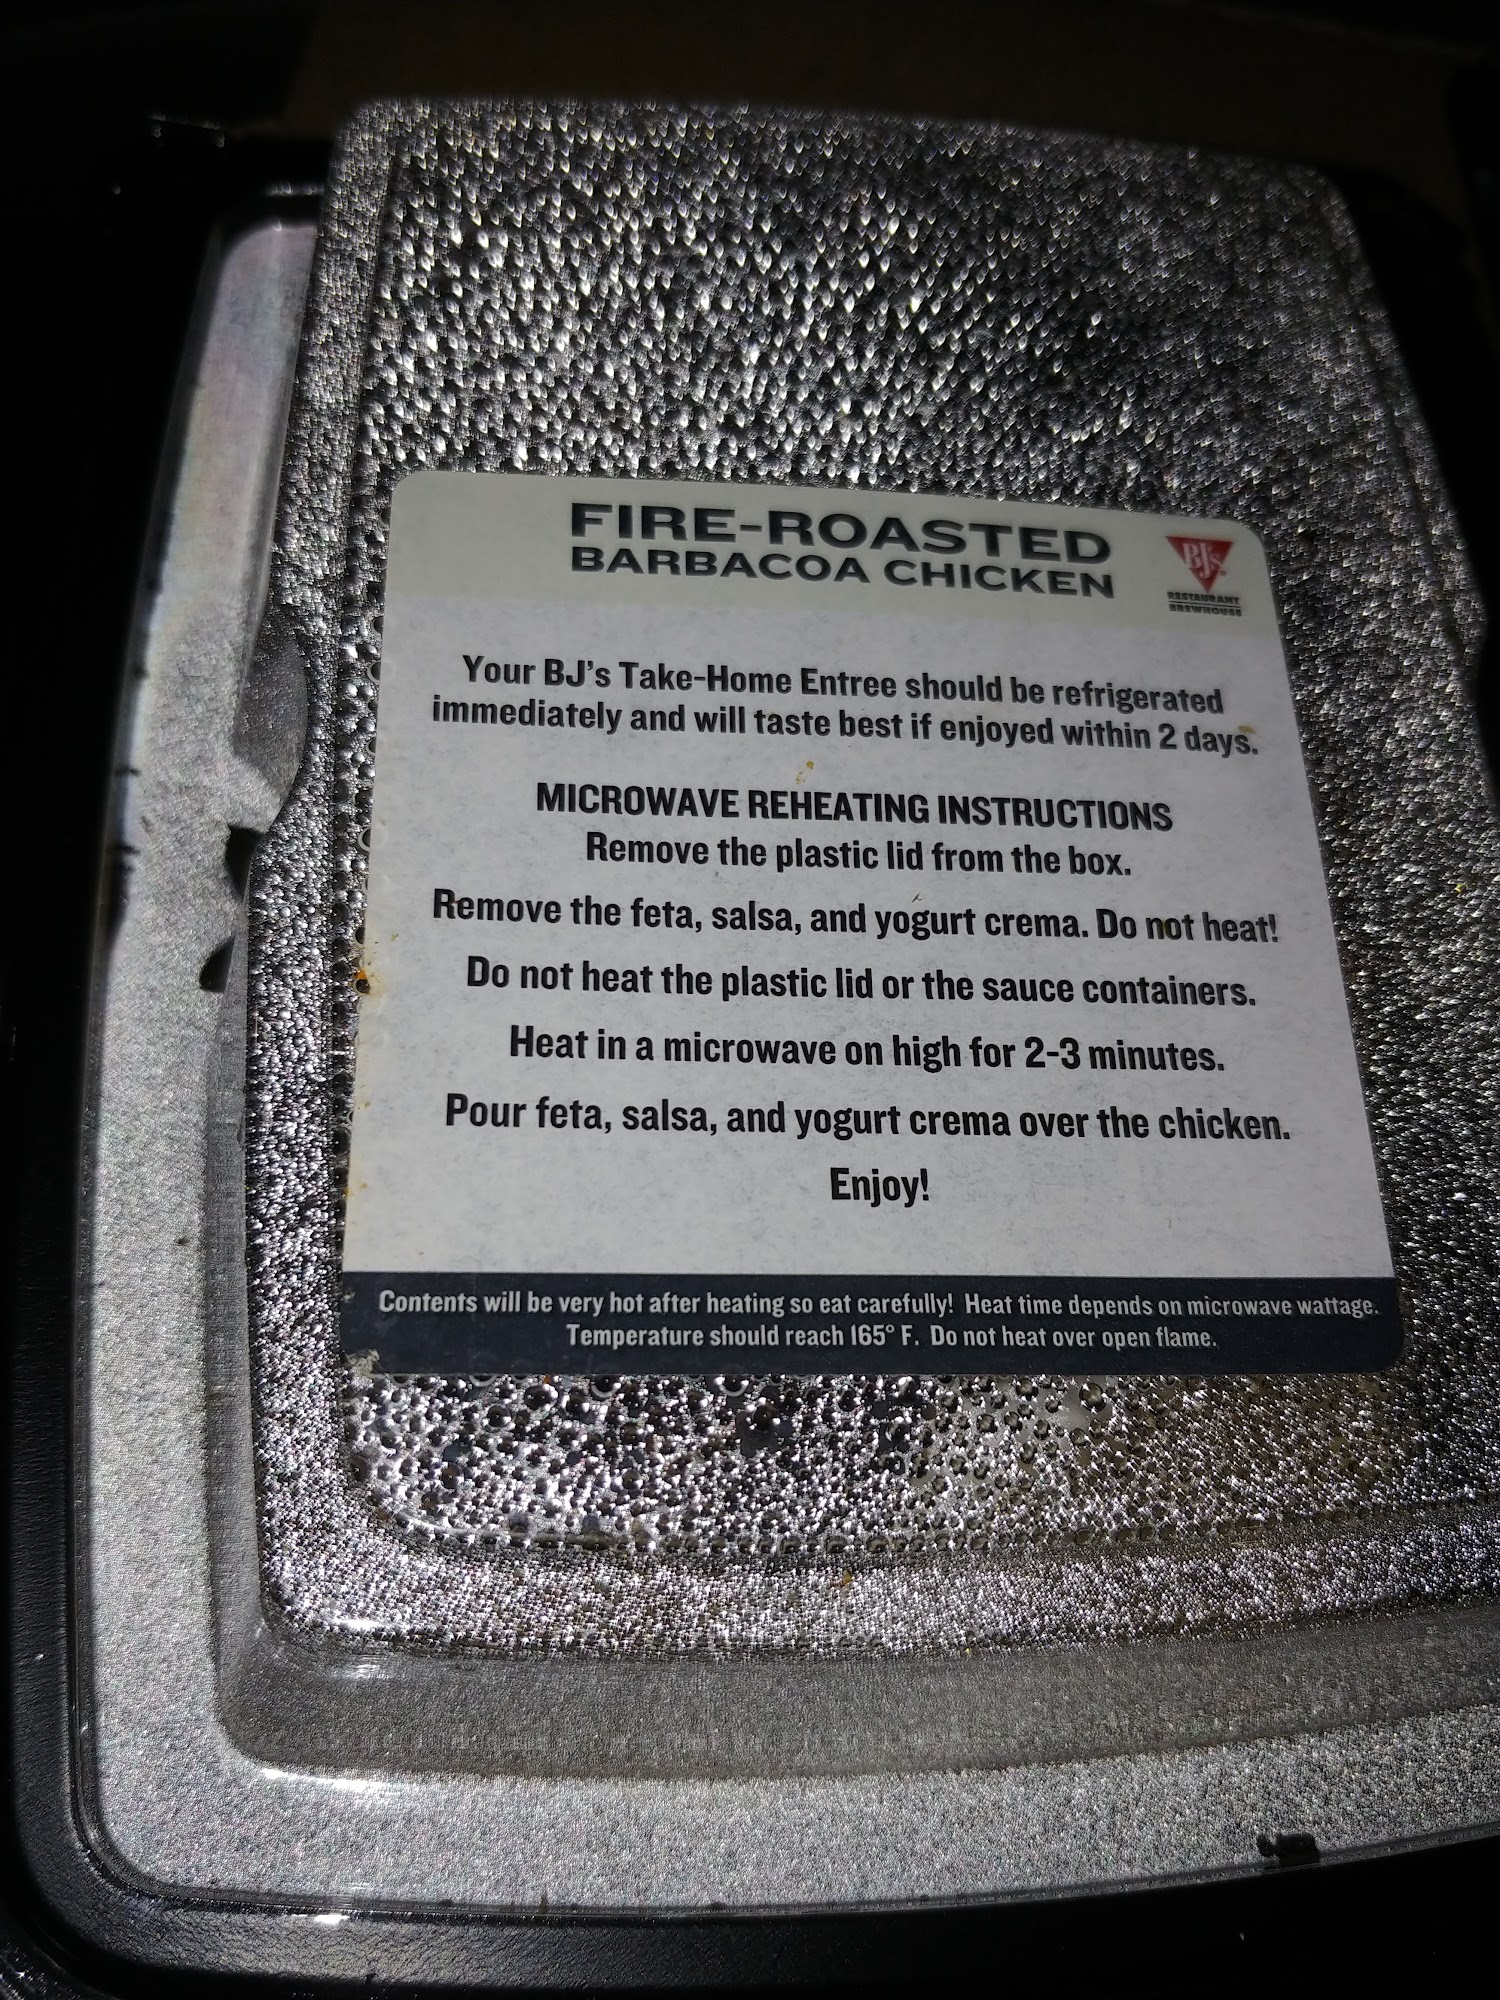 FIRE-ROASTED
BARBACOA CHICKEN
BJ's
RESTAURANT
BREWHOUSE
Your BJ's Take-Home Entree should be refrigerated
immediately and will taste best if enjoyed within 2 days.
MICROWAVE REHEATING INSTRUCTIONS
Remove the plastic lid from the box.
Remove the feta, salsa, and yogurt crema. Do not heat!
Do not heat the plastic lid or the sauce containers.
Heat in a microwave on high for 2-3 minutes.
Pour feta, salsa, and yogurt crema over the chicken.
Enjoy!
Contents will be very hot after heating so eat carefully! Heat time depends on microwave wattage.
Temperature should reach 165° F. Do not heat over open flame.